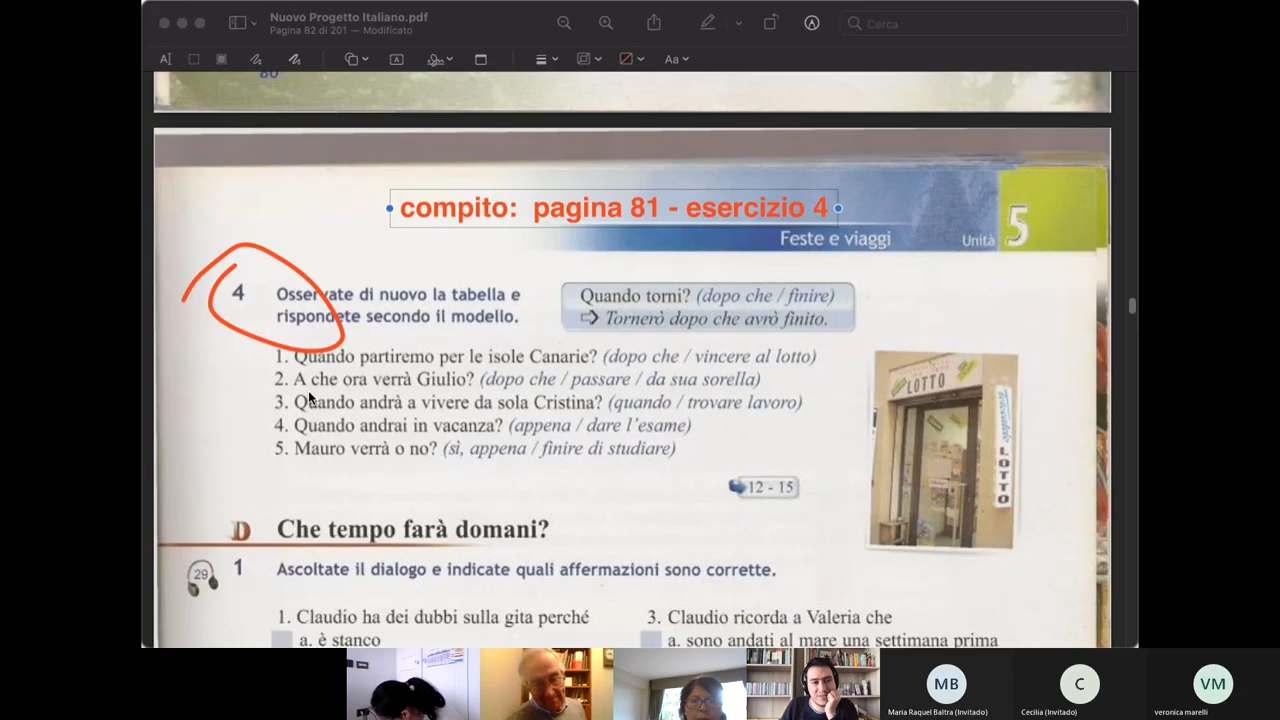 Nuovo Progetto Italiano.pdf
Pagina 82 di 201 — Modificato
Cerca
Aa
80
compito: pagina 81 - esercizio 4
Feste e viaggi Unità 5
4 Osservate di nuovo la tabella e
rispondete secondo il modello.
Quando torni? (dopo che / finire)
⇨ Tornerò dopo che avrò finito.
1. Quando partiremo per le isole Canarie? (dopo che / vincere al lotto)
2. A che ora verrà Giulio? (dopo che / passare / da sua sorella)
3. Quando andrà a vivere da sola Cristina? (quando / trovare lavoro)
4. Quando andrai in vacanza? (appena / dare l'esame)
5. Mauro verrà o no? (sì, appena / finire di studiare)
LOTTO
LOTTO
12 - 15
D Che tempo farà domani?
29 1 Ascoltate il dialogo e indicate quali affermazioni sono corrette.
1. Claudio ha dei dubbi sulla gita perché
a. è stanco
3. Claudio ricorda a Valeria che
a. sono andati al mare una settimana prima
MB
Maria Raquel Baltra (Invitado)
C
Cecilia (Invitado)
VM
veronica marelli